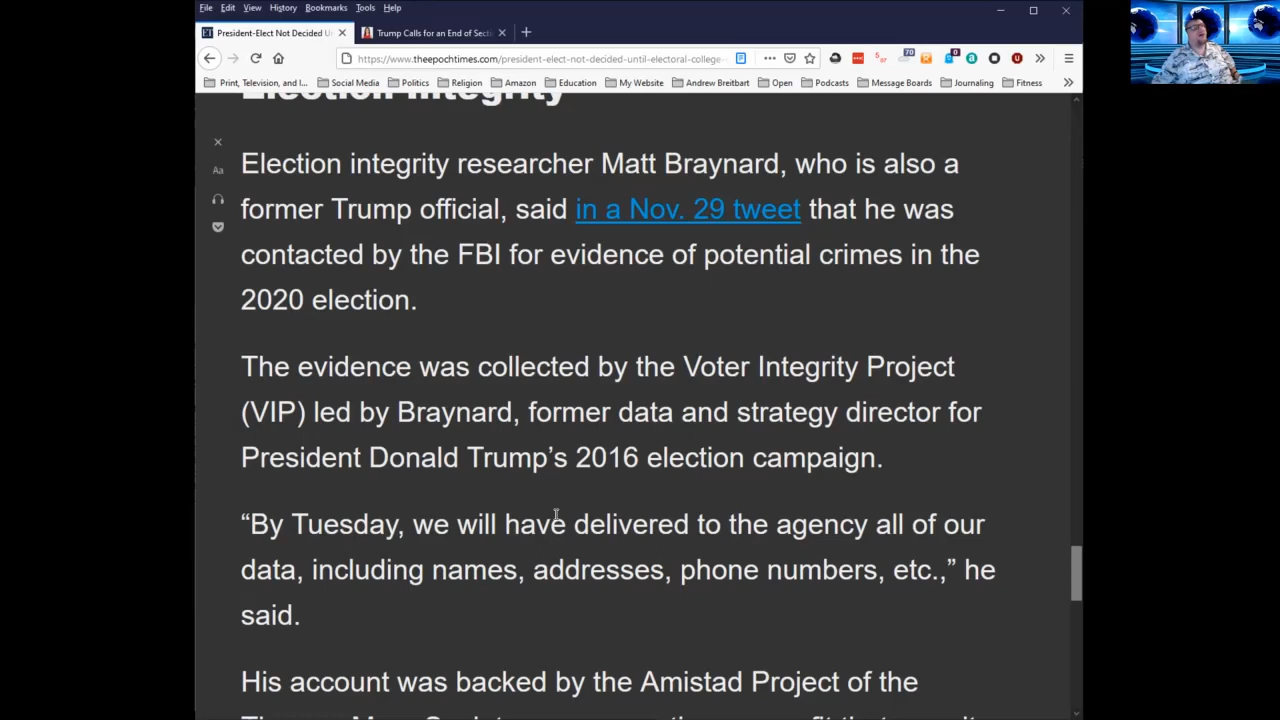 File Edit View History Bookmarks Tools Help
President-Elect Not Decided U
Trump Calls for an End of Secti
https://www.theepochtimes.com/president-elect-not-decided-until-electoral-college-
70
0
Print, Television, and I... Social Media Politics Religion Amazon Education My Website Andrew Breitbart Open Podcasts Message Boards Journaling Fitness
Election Integrity
Election integrity researcher Matt Braynard, who is also a
Aa
former Trump official, said in a Nov. 29 tweet that he was
contacted by the FBI for evidence of potential crimes in the
2020 election.
The evidence was collected by the Voter Integrity Project
(VIP) led by Braynard, former data and strategy director for
President Donald Trump’s 2016 election campaign.
“By Tuesday, we will have delivered to the agency all of our
data, including names, addresses, phone numbers, etc.,” he
said.
His account was backed by the Amistad Project of the